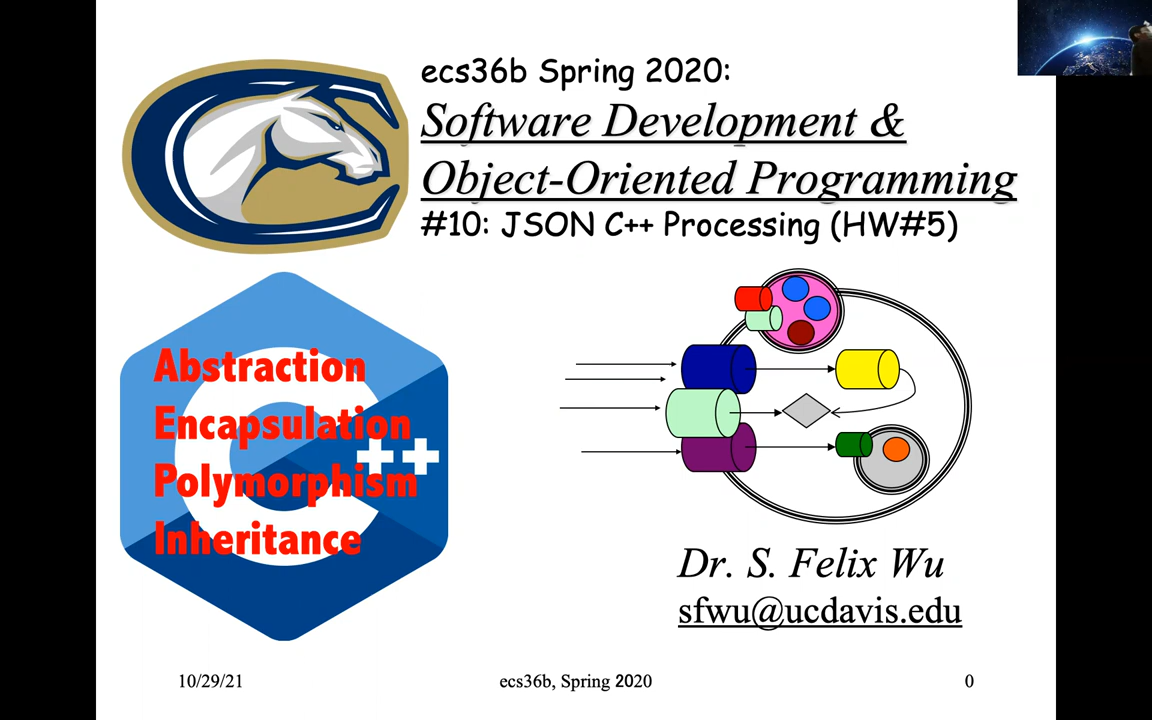 ecs36b Spring 2020:
Software Development &
Object-Oriented Programming
#10: JSON C++ Processing (HW#5)
Abstraction
Encapsulation
++
Polymorphism
Inheritance
Dr. S. Felix Wu
sfwu@ucdavis.edu
10/29/21
ecs36b, Spring 2020
0